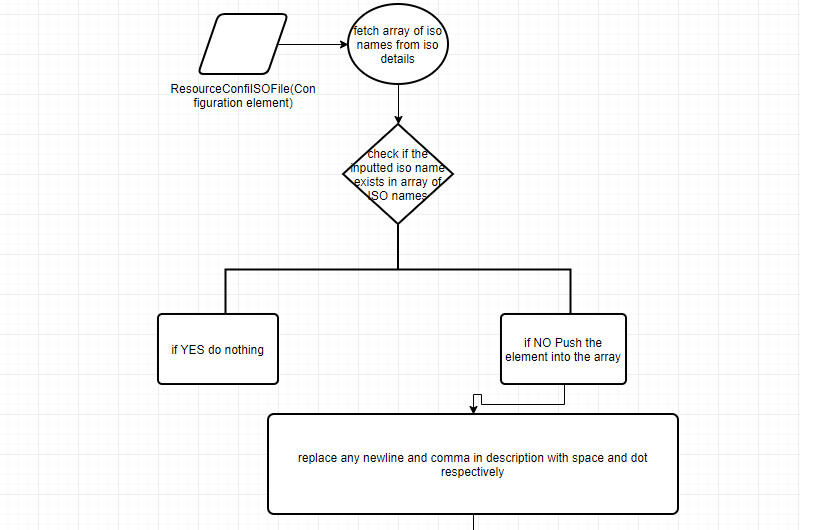 fetch array of iso
names from iso
details
ResourceConfiISOFile(Con
figuration element)
check if the
inputted iso name
exists in array of
ISO names
if YES do nothing
if NO Push the
element into the array
replace any newline and comma in description with space and dot
respectively